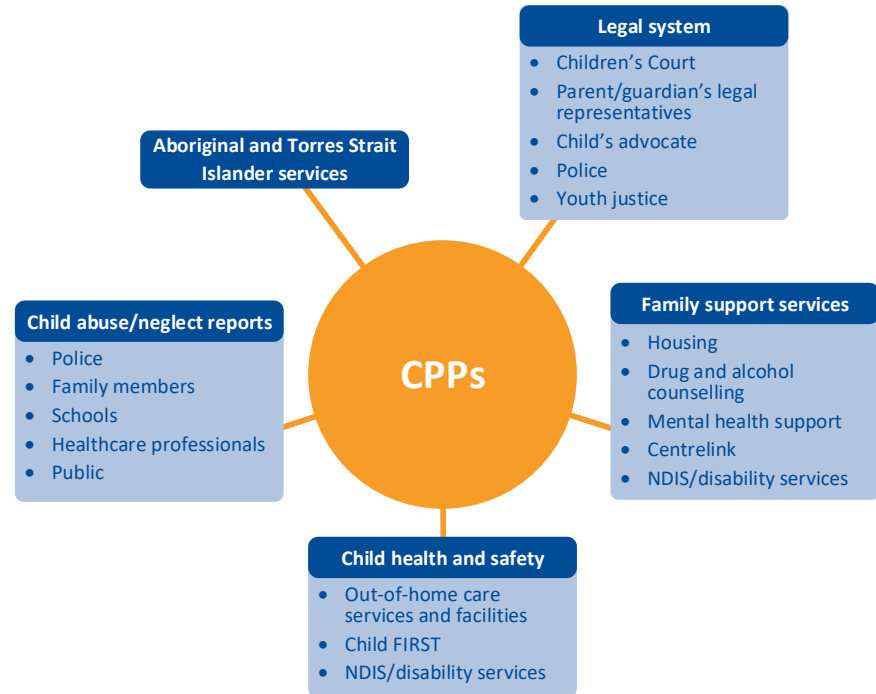 Legal system
• Children’s Court
• Parent/guardian’s legal
representatives
• Child’s advocate
• Police
• Youth justice
Aboriginal and Torres Strait
Islander services
Family support services
• Housing
• Drug and alcohol
counselling
• Mental health support
• Centrelink
• NDIS/disability services
Child abuse/neglect reports
• Police
• Family members
• Schools
• Healthcare professionals
• Public
CPPs
Child health and safety
• Out-of-home care
services and facilities
• Child FIRST
• NDIS/disability services